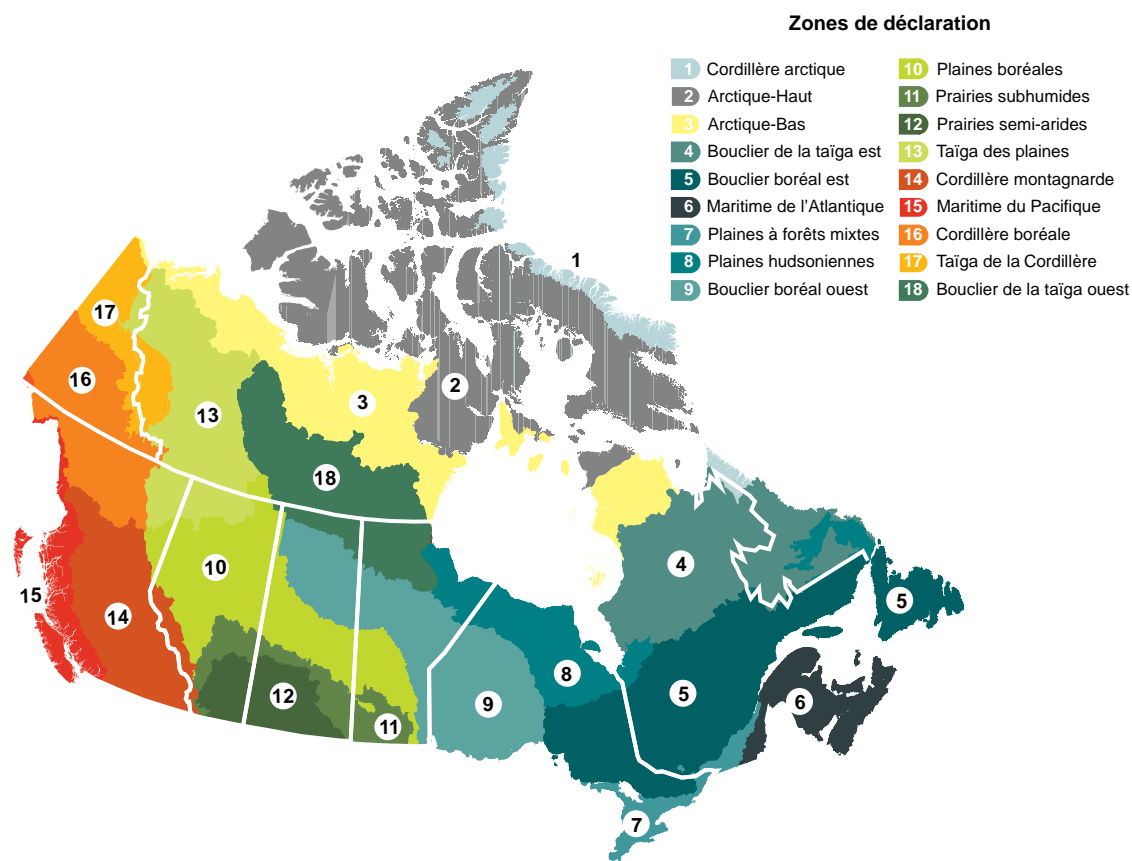 Zones de déclaration
1 Cordillère arctique
2 Arctique-Haut
3 Arctique-Bas
4 Bouclier de la taïga est
5 Bouclier boréal est
6 Maritime de l'Atlantique
7 Plaines à forêts mixtes
8 Plaines hudsoniennes
9 Bouclier boréal ouest
10 Plaines boréales
11 Prairies subhumides
12 Prairies semi-arides
13 Taïga des plaines
14 Cordillère montagnarde
15 Maritime du Pacifique
16 Cordillère boréale
17 Taïga de la Cordillère
18 Bouclier de la taïga ouest
1
17
16
2
3
13
18
4
10
15
5
14
8
5
12
9
6
11
7